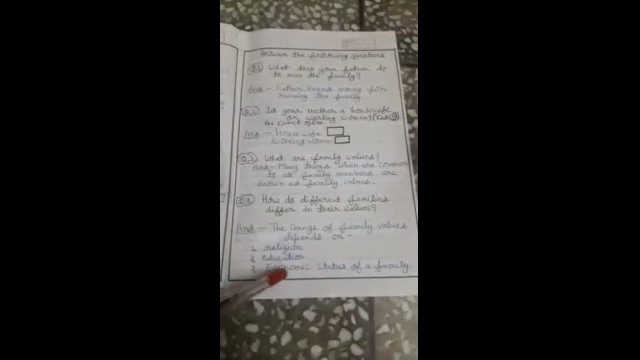 Answer the following questions
Q.1 What does your father do
to run the family?
Ans - Father earns money for
running the family.
Q.2 Is your mother a housewife
or working woman? (Tick
the correct option
Ans - House wife
working woman
Q.3 What are family values?
Ans - Many things which are common
to all family members are
known as family values.
Q.4 How do different families
differ in their values?
Ans - The change of family values
depends on -
1. religion
2. education
3. Economic status of a family.